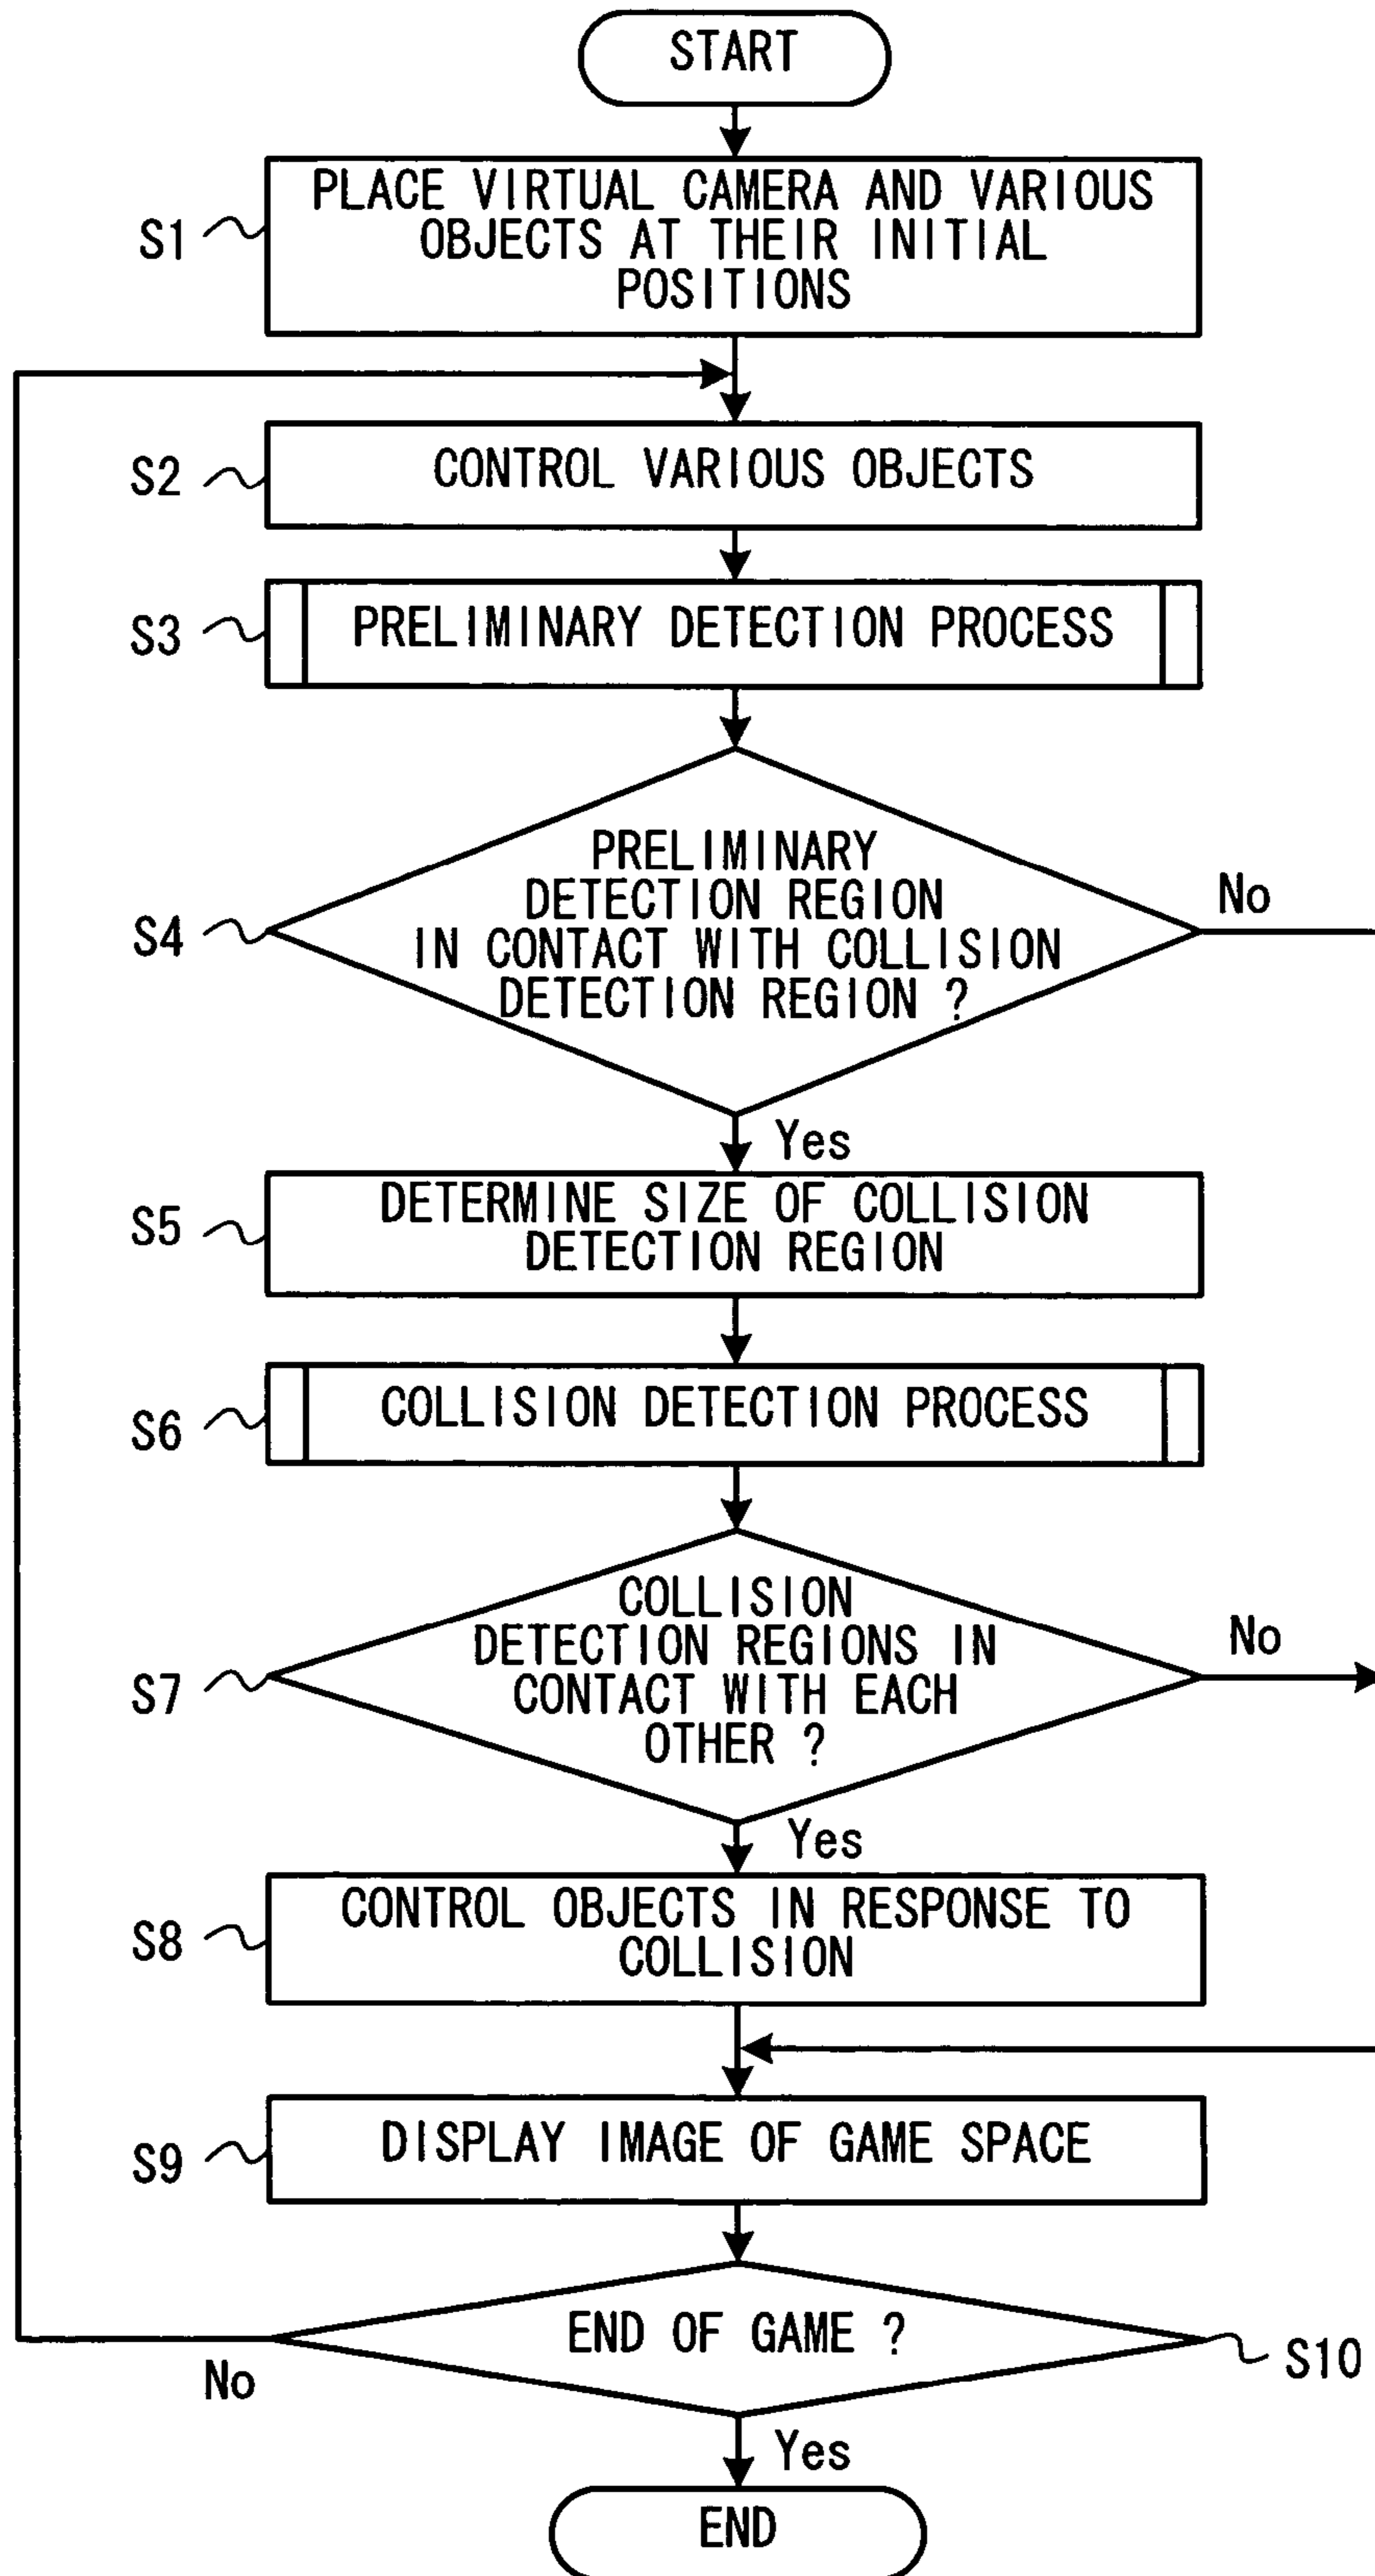 START
S1
PLACE VIRTUAL CAMERA AND VARIOUS
OBJECTS AT THEIR INITIAL
POSITIONS
S2
CONTROL VARIOUS OBJECTS
S3
PRELIMINARY DETECTION PROCESS
S4
PRELIMINARY
DETECTION REGION
IN CONTACT WITH COLLISION
DETECTION REGION ?
No
Yes
S5
DETERMINE SIZE OF COLLISION
DETECTION REGION
S6
COLLISION DETECTION PROCESS
S7
COLLISION
DETECTION REGIONS IN
CONTACT WITH EACH
OTHER ?
No
Yes
S8
CONTROL OBJECTS IN RESPONSE TO
COLLISION
S9
DISPLAY IMAGE OF GAME SPACE
END OF GAME ?
S10
No
Yes
END